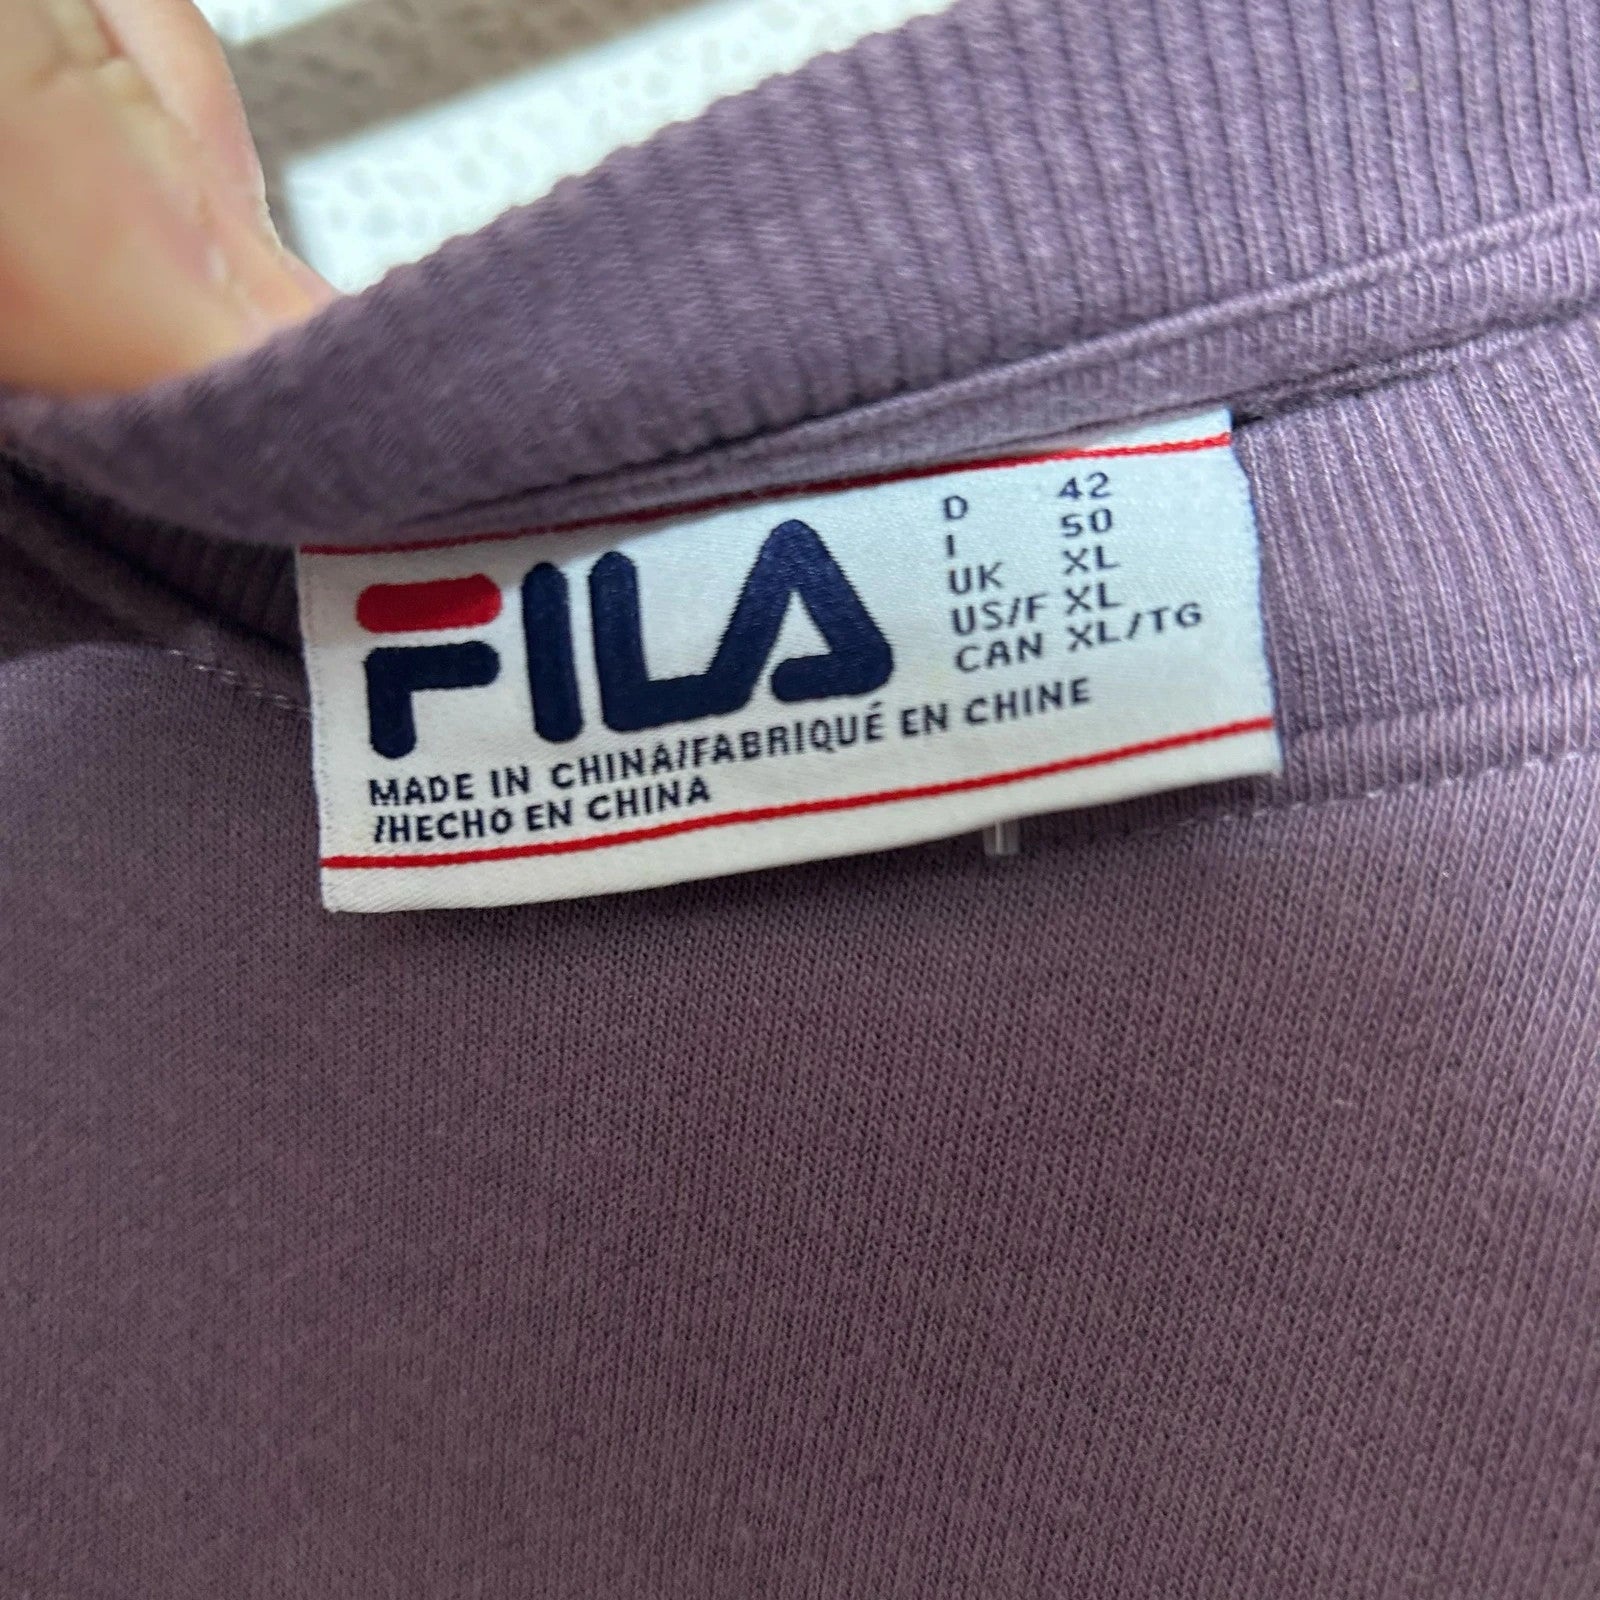 FILA
D 42
I 50
UK XL
US/F XL
CAN XL/TG
MADE IN CHINA/FABRIQUÉ EN CHINE
/HECHO EN CHINA